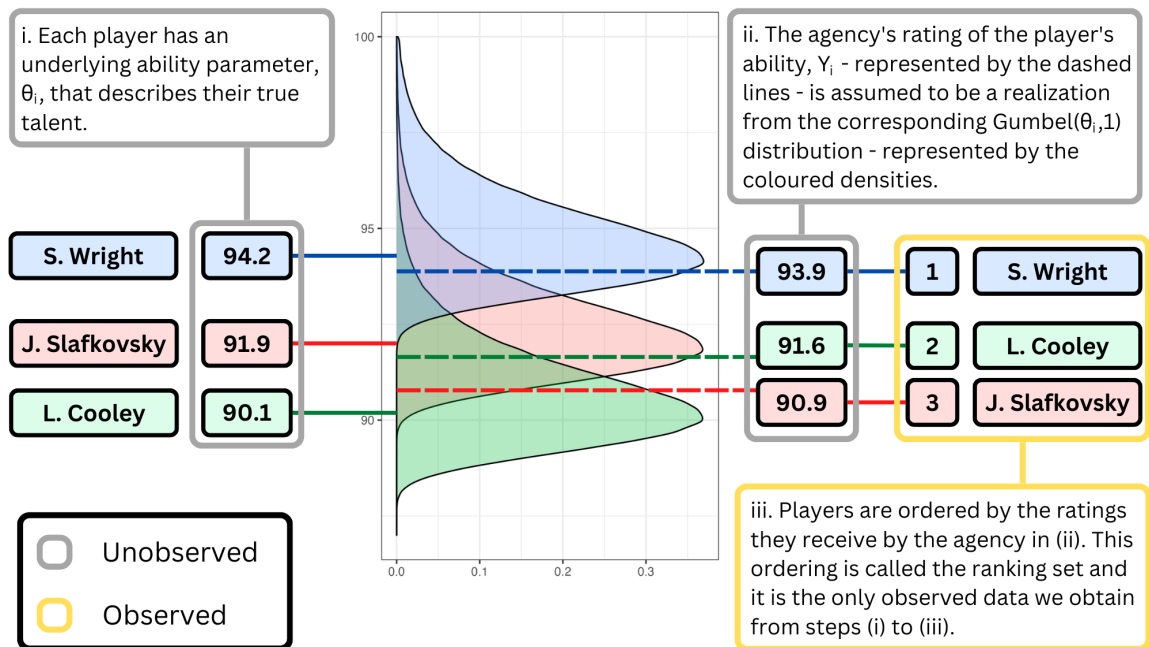 i. Each player has an
underlying ability parameter,
θᵢ, that describes their true
talent.
ii. The agency's rating of the player's
ability, Yᵢ - represented by the dashed
lines - is assumed to be a realization
from the corresponding Gumbel(θᵢ,1)
distribution - represented by the
coloured densities.
100
95
90
0.0 0.1 0.2 0.3
S. Wright 94.2
J. Slafkovsky 91.9
L. Cooley 90.1
93.9 1 S. Wright
91.6 2 L. Cooley
90.9 3 J. Slafkovsky
Unobserved
Observed
iii. Players are ordered by the ratings
they receive by the agency in (ii). This
ordering is called the ranking set and
it is the only observed data we obtain
from steps (i) to (iii).